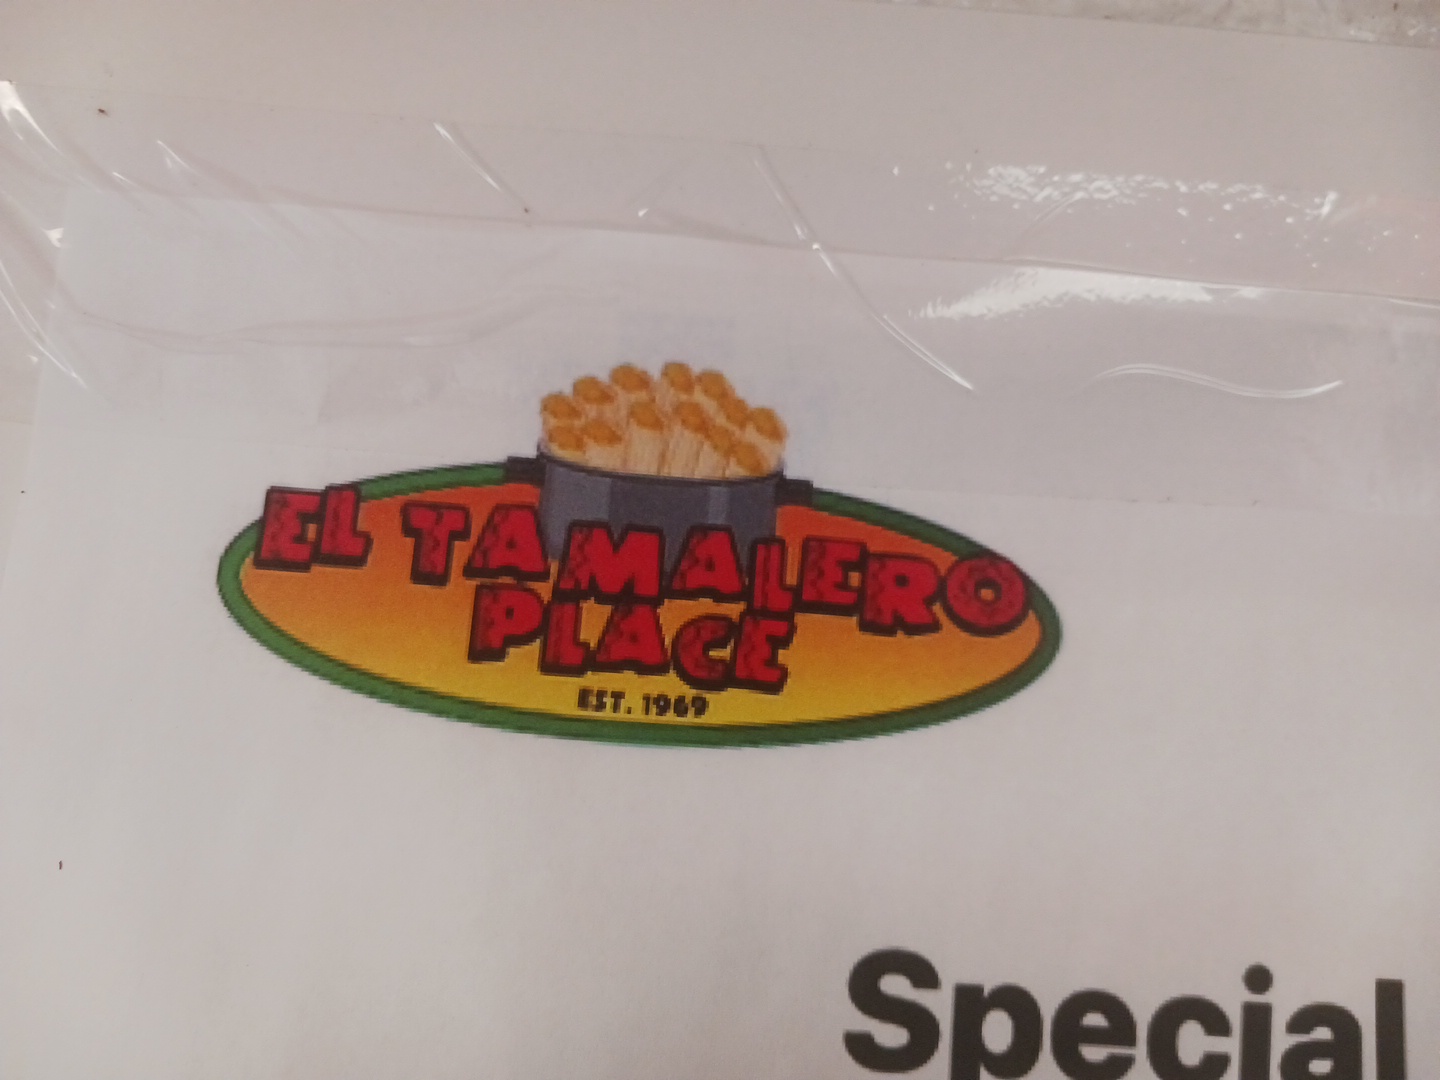 EL TAMALERO
PLACE
EST. 1969
Special